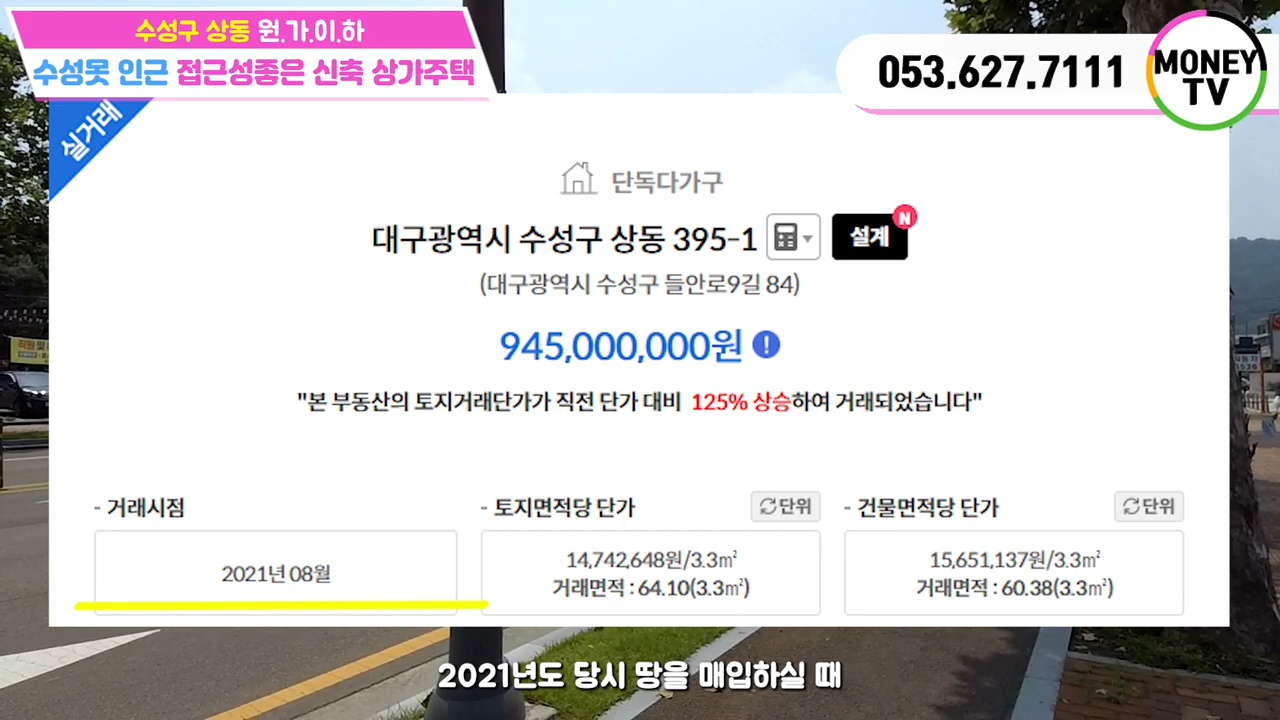 수성구 상동 원.가.이.하
수성못 인근 접근성좋은 신축 상가주택
053.627.7111
MONEY
TV
실거래
단독다가구
대구광역시 수성구 상동 395-1
설계
N
(대구광역시 수성구 들안로9길 84)
945,000,000원
"본 부동산의 토지거래단가가 직전 단가 대비 125% 상승하여 거래되었습니다"
- 거래시점
- 토지면적당 단가
단위
- 건물면적당 단가
단위
2021년 08월
14,742,648원/3.3㎡
거래면적 : 64.10(3.3㎡)
15,651,137원/3.3㎡
거래면적 : 60.38(3.3㎡)
2021년도 당시 땅을 매입하실 때